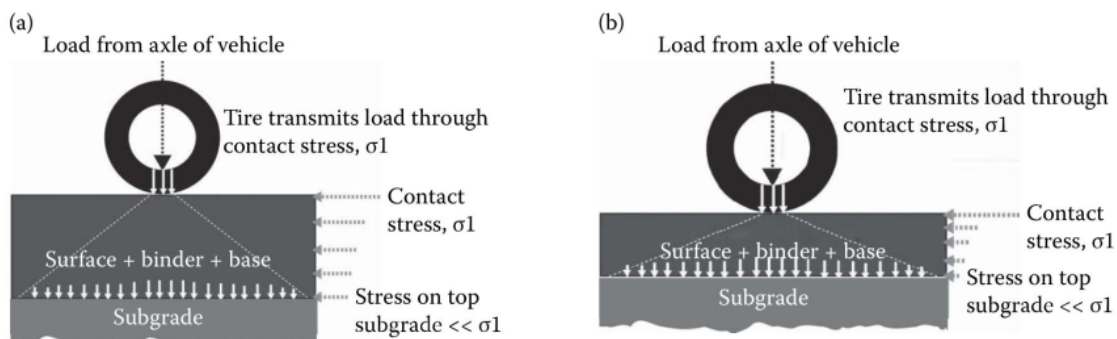 (a)
Load from axle of vehicle
Tire transmits load through
contact stress, σ1
Contact
stress, σ1
Surface + binder + base
Stress on top
subgrade << σ1
Subgrade
(b)
Load from axle of vehicle
Tire transmits load through
contact stress, σ1
Contact
stress, σ1
Surface + binder + base
Stress on top
subgrade << σ1
Subgrade